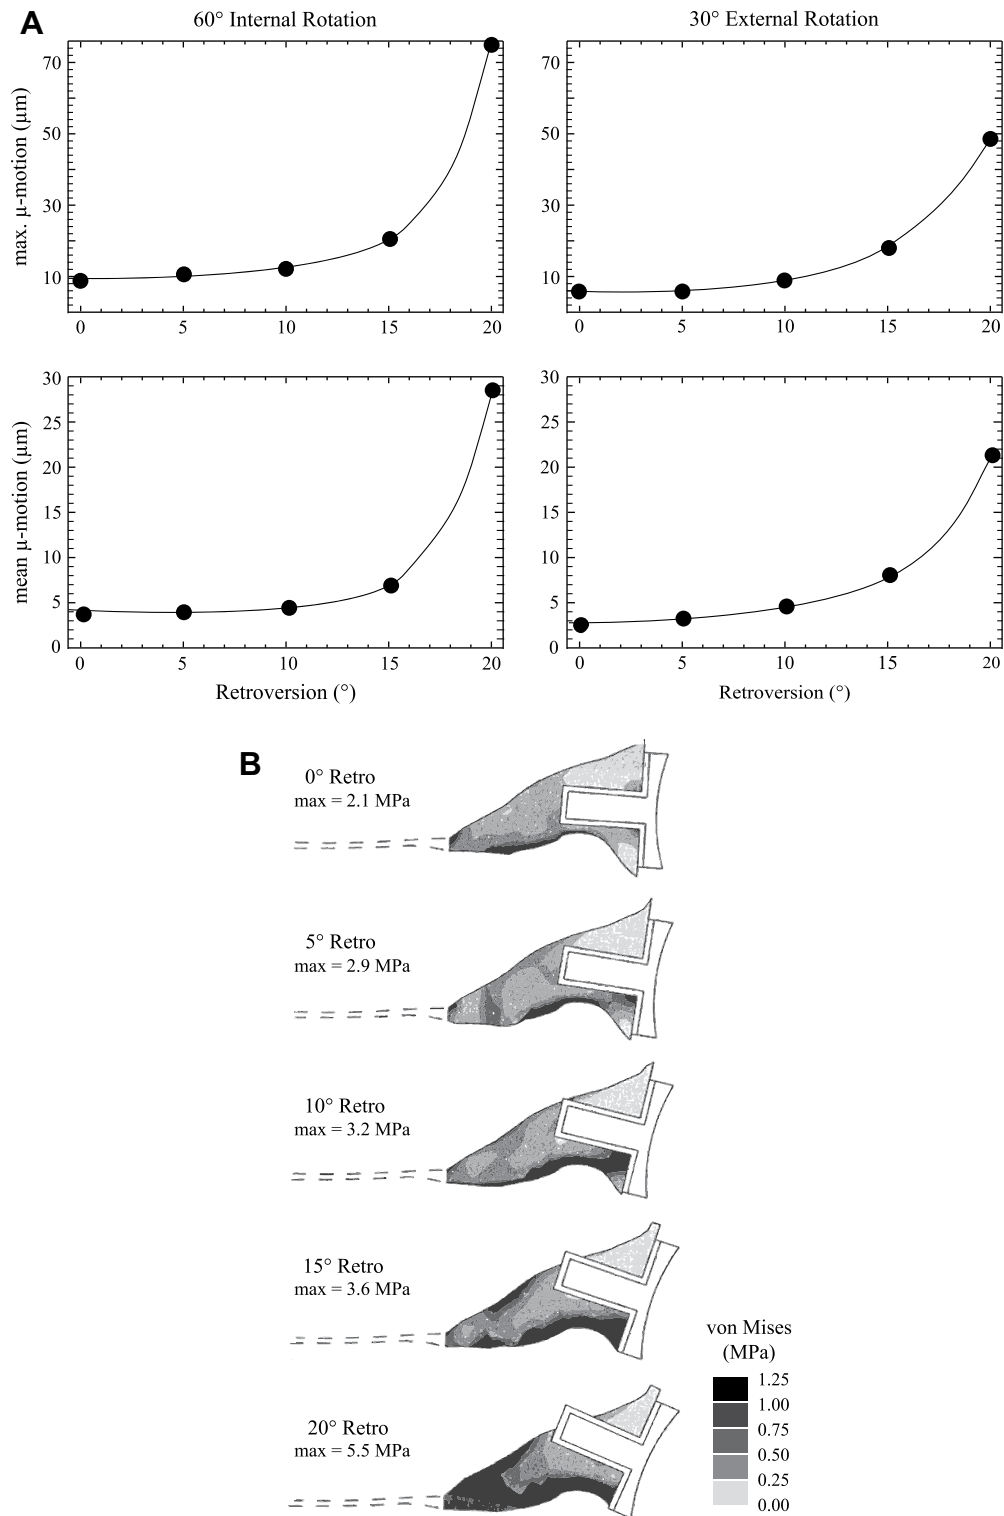 A
60° Internal Rotation
30° External Rotation
max. μ-motion (μm)
70
50
30
10
0 5 10 15 20
70
50
30
10
0 5 10 15 20
mean μ-motion (μm)
30
25
20
15
10
5
0
0 5 10 15 20
Retroversion (°)
30
25
20
15
10
5
0
0 5 10 15 20
Retroversion (°)
B
0° Retro
max = 2.1 MPa
5° Retro
max = 2.9 MPa
10° Retro
max = 3.2 MPa
15° Retro
max = 3.6 MPa
20° Retro
max = 5.5 MPa
von Mises
(MPa)
1.25
1.00
0.75
0.50
0.25
0.00